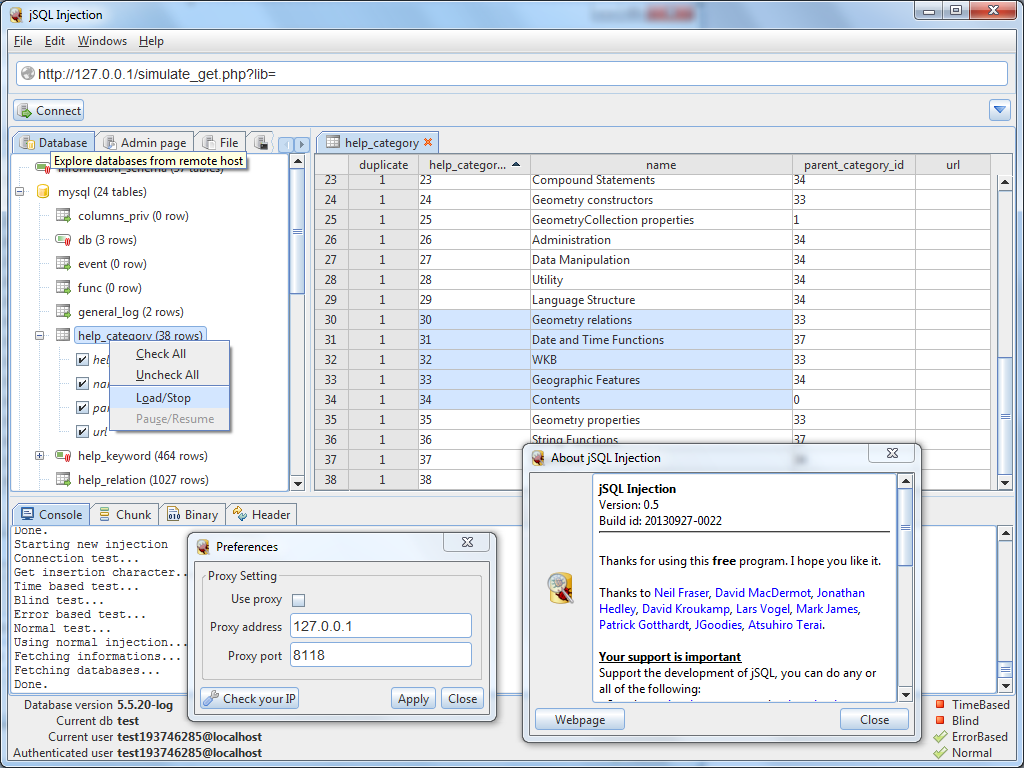 jSQL Injection
File Edit Windows Help
http://127.0.0.1/simulate_get.php?lib=
Connect
Database Admin page File
Explore databases from remote host
mysql (24 tables)
columns_priv (0 row)
db (3 rows)
event (0 row)
func (0 row)
general_log (2 rows)
help_category (38 rows)
Check All
Uncheck All
Load/Stop
Pause/Resume
url
help_keyword (464 rows)
help_relation (1027 rows)
help_category
duplicate help_categor... name parent_category_id url
23 1 23 Compound Statements 34
24 1 24 Geometry constructors 33
25 1 25 GeometryCollection properties 1
26 1 26 Administration 34
27 1 27 Data Manipulation 34
28 1 28 Utility 34
29 1 29 Language Structure 34
30 1 30 Geometry relations 33
31 1 31 Date and Time Functions 37
32 1 32 WKB 33
33 1 33 Geographic Features 34
34 1 34 Contents 0
35 1 35 Geometry properties 33
36 1 36 String Functions 37
37 1 37
38 1 38
Console Chunk Binary Header
Done.
Starting new injection
Connection test...
Get insertion character...
Time based test...
Blind test...
Error based test...
Normal test...
Using normal injection...
Fetching informations...
Fetching databases...
Done.
Preferences
Proxy Setting
Use proxy
Proxy address 127.0.0.1
Proxy port 8118
Check your IP Apply Close
About jSQL Injection
jSQL Injection
Version: 0.5
Build id: 20130927-0022
Thanks for using this free program. I hope you like it.
Thanks to Neil Fraser, David MacDermot, Jonathan
Hedley, David Kroukamp, Lars Vogel, Mark James,
Patrick Gotthardt, JGoodies, Atsuhiro Terai.
Your support is important
Support the development of jSQL, you can do any or
all of the following:
Webpage Close
Database version 5.5.20-log
Current db test
Current user test193746285@localhost
Authenticated user test193746285@localhost
TimeBased
Blind
ErrorBased
Normal